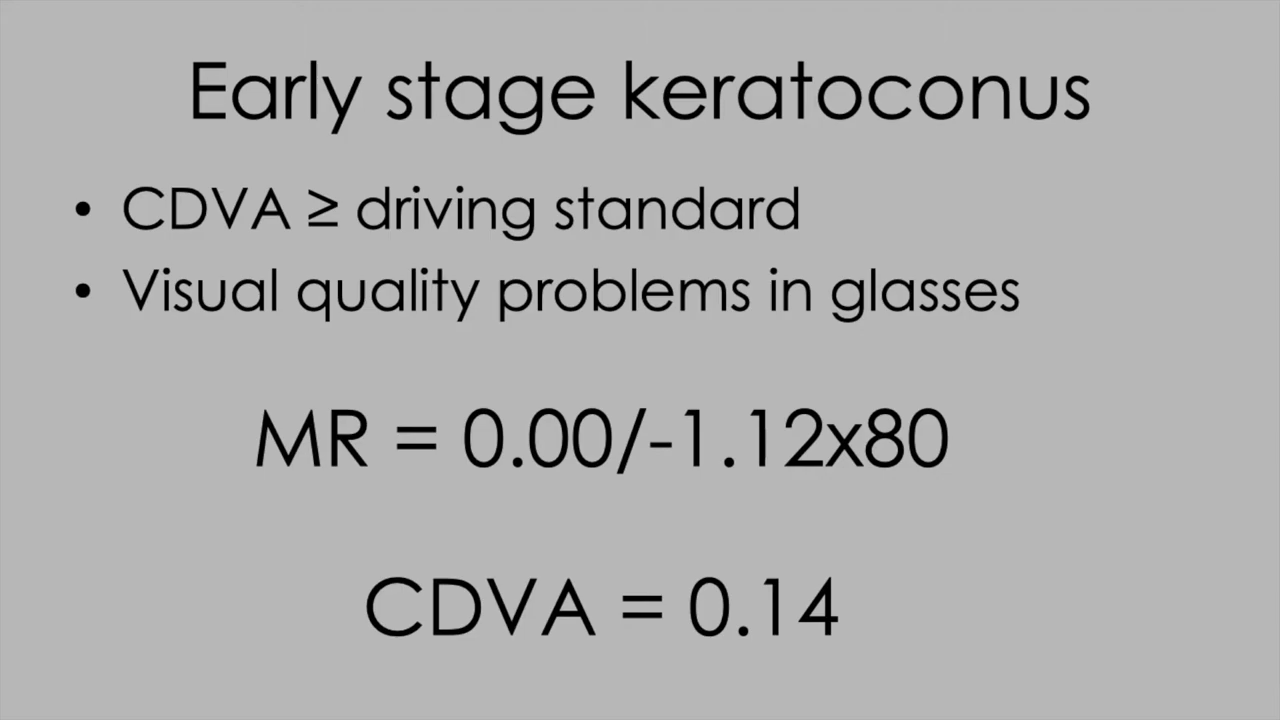 Early stage keratoconus
• CDVA ≥ driving standard
• Visual quality problems in glasses
MR = 0.00/-1.12x80
CDVA = 0.14